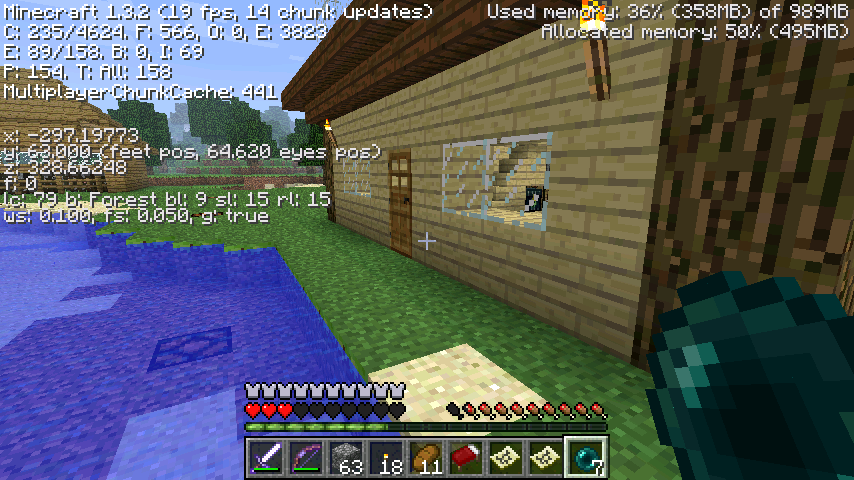 Minecraft 1.3.2 (19 fps, 14 chunk updates)
C: 235/4624, F: 566, O: 0, E: 3823
E: 89/158, B: 0, I: 69
P: 154, T: All: 158
MultiplayerChunkCache: 441
x: -297.19773
y: 63.000 (feet pos, 64.620 eyes pos)
z: 328.66248
f: 0
lc: 79 b: Forest bl: 9 sl: 15 rl: 15
ws: 0.100, fs: 0.050, g: true
Used memory: 36% (358MB) of 989MB
Allocated memory: 50% (495MB)
63 18 11 7